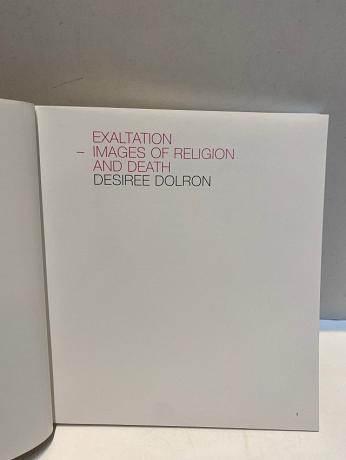 EXALTATION
– IMAGES OF RELIGION
AND DEATH
DESIREE DOLRON